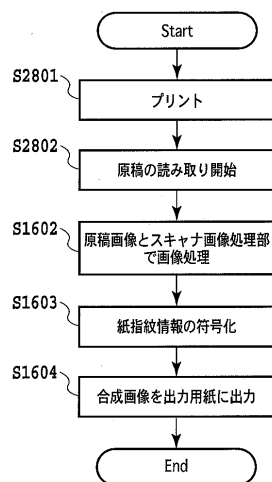 Start
S2801
プリント
S2802
原稿の読み取り開始
S1602
原稿画像とスキャナ画像処理部
で画像処理
S1603
紙指紋情報の符号化
S1604
合成画像を出力用紙に出力
End